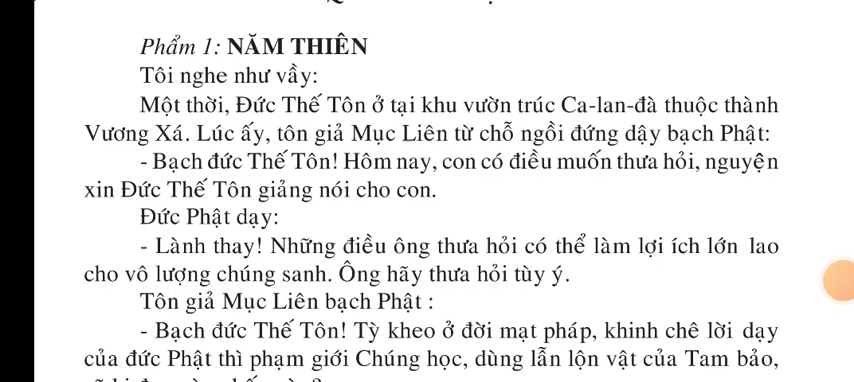 Phẩm 1: NĂM THIÊN
Tôi nghe như vầy:
Một thời, Đức Thế Tôn ở tại khu vườn trúc Ca-lan-đà thuộc thành
Vương Xá. Lúc ấy, tôn giả Mục Liên từ chỗ ngồi đứng dậy bạch Phật:
- Bạch đức Thế Tôn! Hôm nay, con có điều muốn thưa hỏi, nguyện
xin Đức Thế Tôn giảng nói cho con.
Đức Phật dạy:
- Lành thay! Những điều ông thưa hỏi có thể làm lợi ích lớn lao
cho vô lượng chúng sanh. Ông hãy thưa hỏi tùy ý.
Tôn giả Mục Liên bạch Phật :
- Bạch đức Thế Tôn! Tỳ kheo ở đời mạt pháp, khinh chê lời dạy
của đức Phật thì phạm giới Chúng học, dùng lẫn lộn vật của Tam bảo,